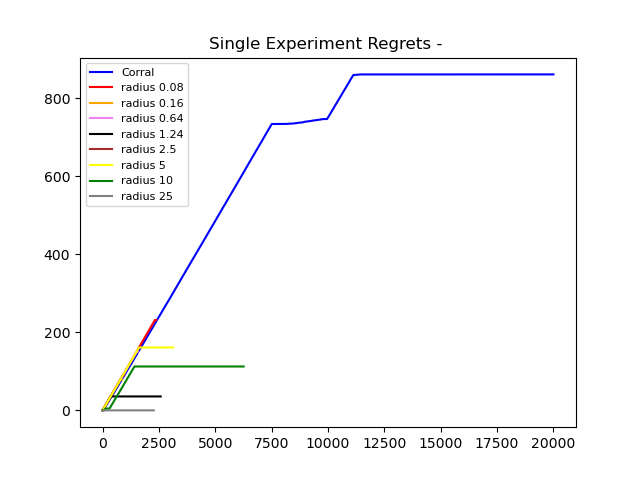 Single Experiment Regrets -
Corral
radius 0.08
radius 0.16
radius 0.64
radius 1.24
radius 2.5
radius 5
radius 10
radius 25
800
600
400
200
0
0 2500 5000 7500 10000 12500 15000 17500 20000